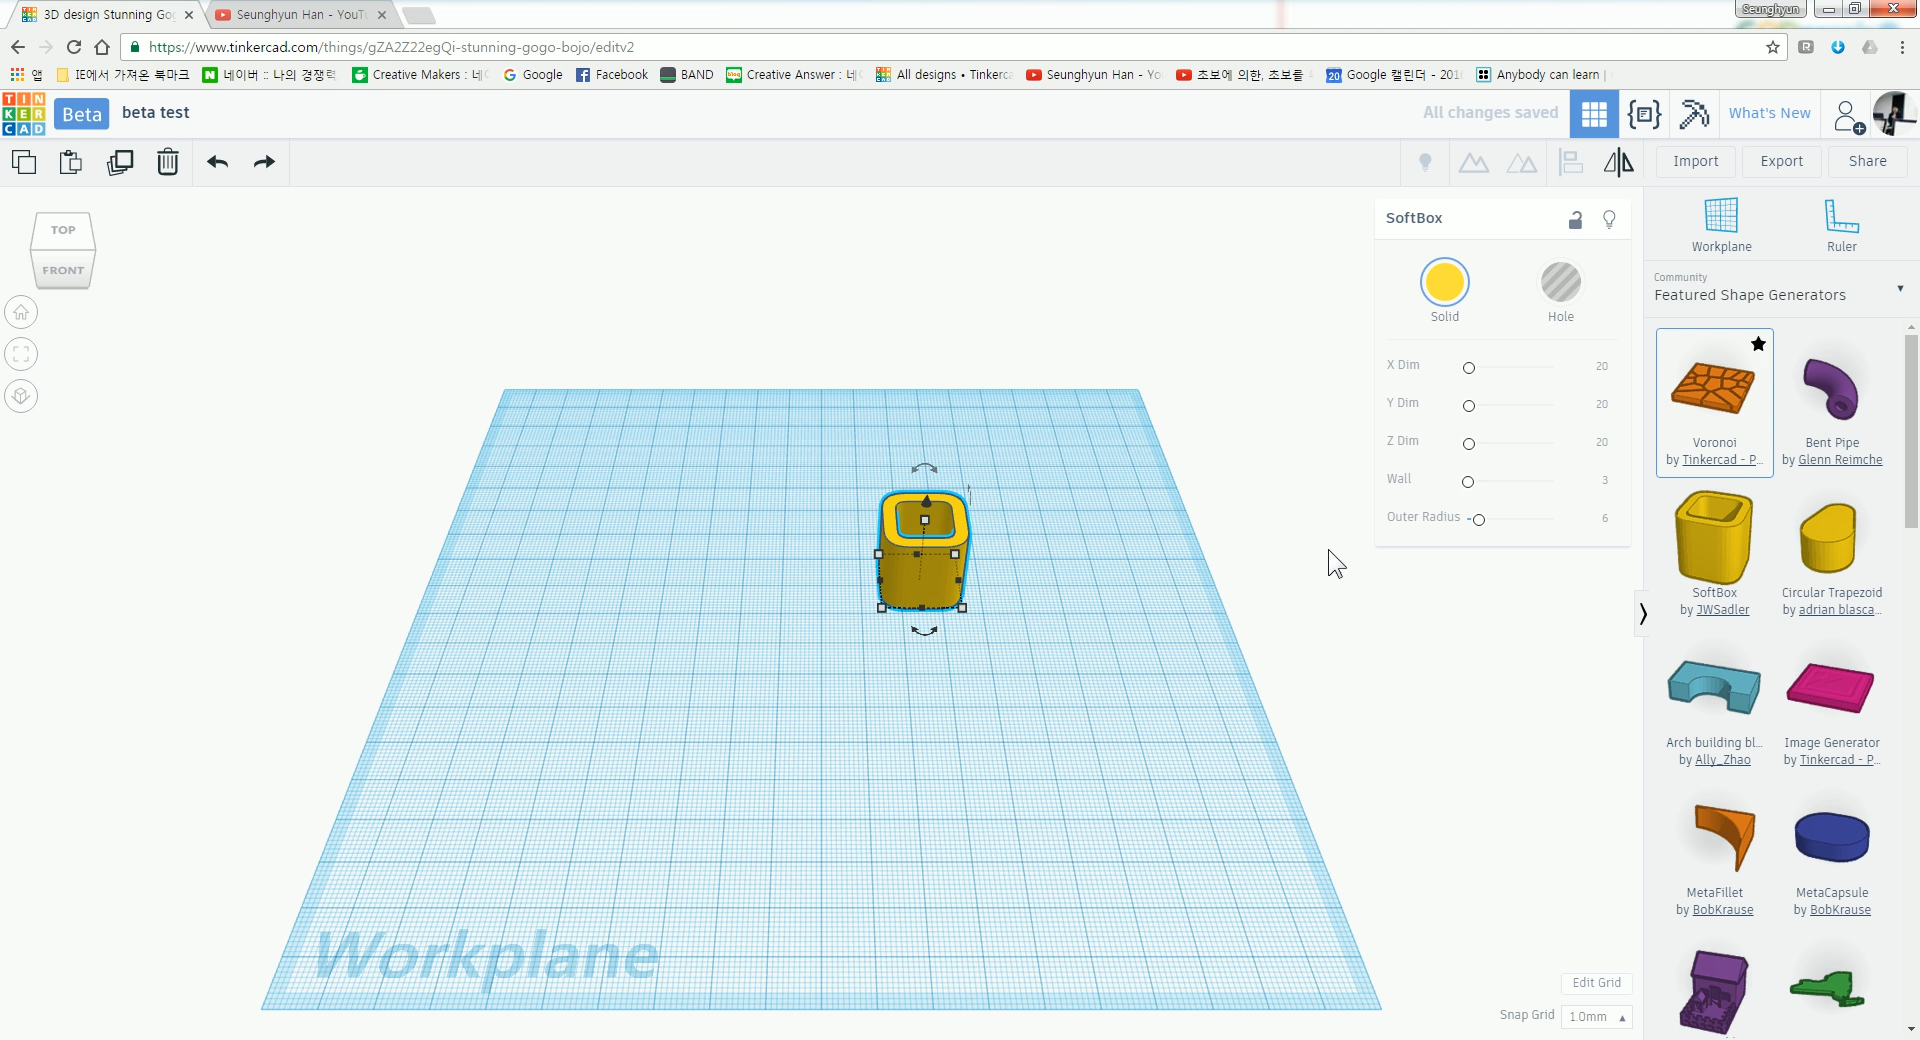 3D design Stunning Gog
Seunghyun Han - YouTu
Seunghyun
https://www.tinkercad.com/things/gZA2Z22egQi-stunning-gogo-bojo/editv2
앱
IE에서 가져온 북마크
네이버 :: 나의 경쟁력
Creative Makers : 네
Google
Facebook
BAND
Creative Answer : 네
All designs • Tinkerca
Seunghyun Han - Yo
초보에 의한, 초보를
Google 캘린더 - 201
Anybody can learn |
TIN
KER
CAD
Beta
beta test
All changes saved
What's New
Import
Export
Share
TOP
FRONT
SoftBox
Solid
Hole
X Dim 20
Y Dim 20
Z Dim 20
Wall 3
Outer Radius 6
Workplane
Ruler
Community
Featured Shape Generators
Voronoi
by Tinkercad - P...
Bent Pipe
by Glenn Reimche
SoftBox
by JWSadler
Circular Trapezoid
by adrian blasca...
Arch building bl...
by Ally_Zhao
Image Generator
by Tinkercad - P...
MetaFillet
by BobKrause
MetaCapsule
by BobKrause
Workplane
Edit Grid
Snap Grid
1.0mm